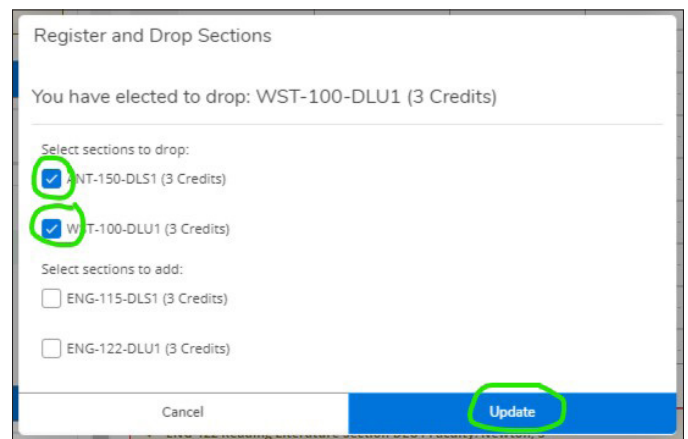 Register and Drop Sections
You have elected to drop: WST-100-DLU1 (3 Credits)
Select sections to drop:
ANT-150-DLS1 (3 Credits)
WST-100-DLU1 (3 Credits)
Select sections to add:
ENG-115-DLS1 (3 Credits)
ENG-122-DLU1 (3 Credits)
Cancel Update